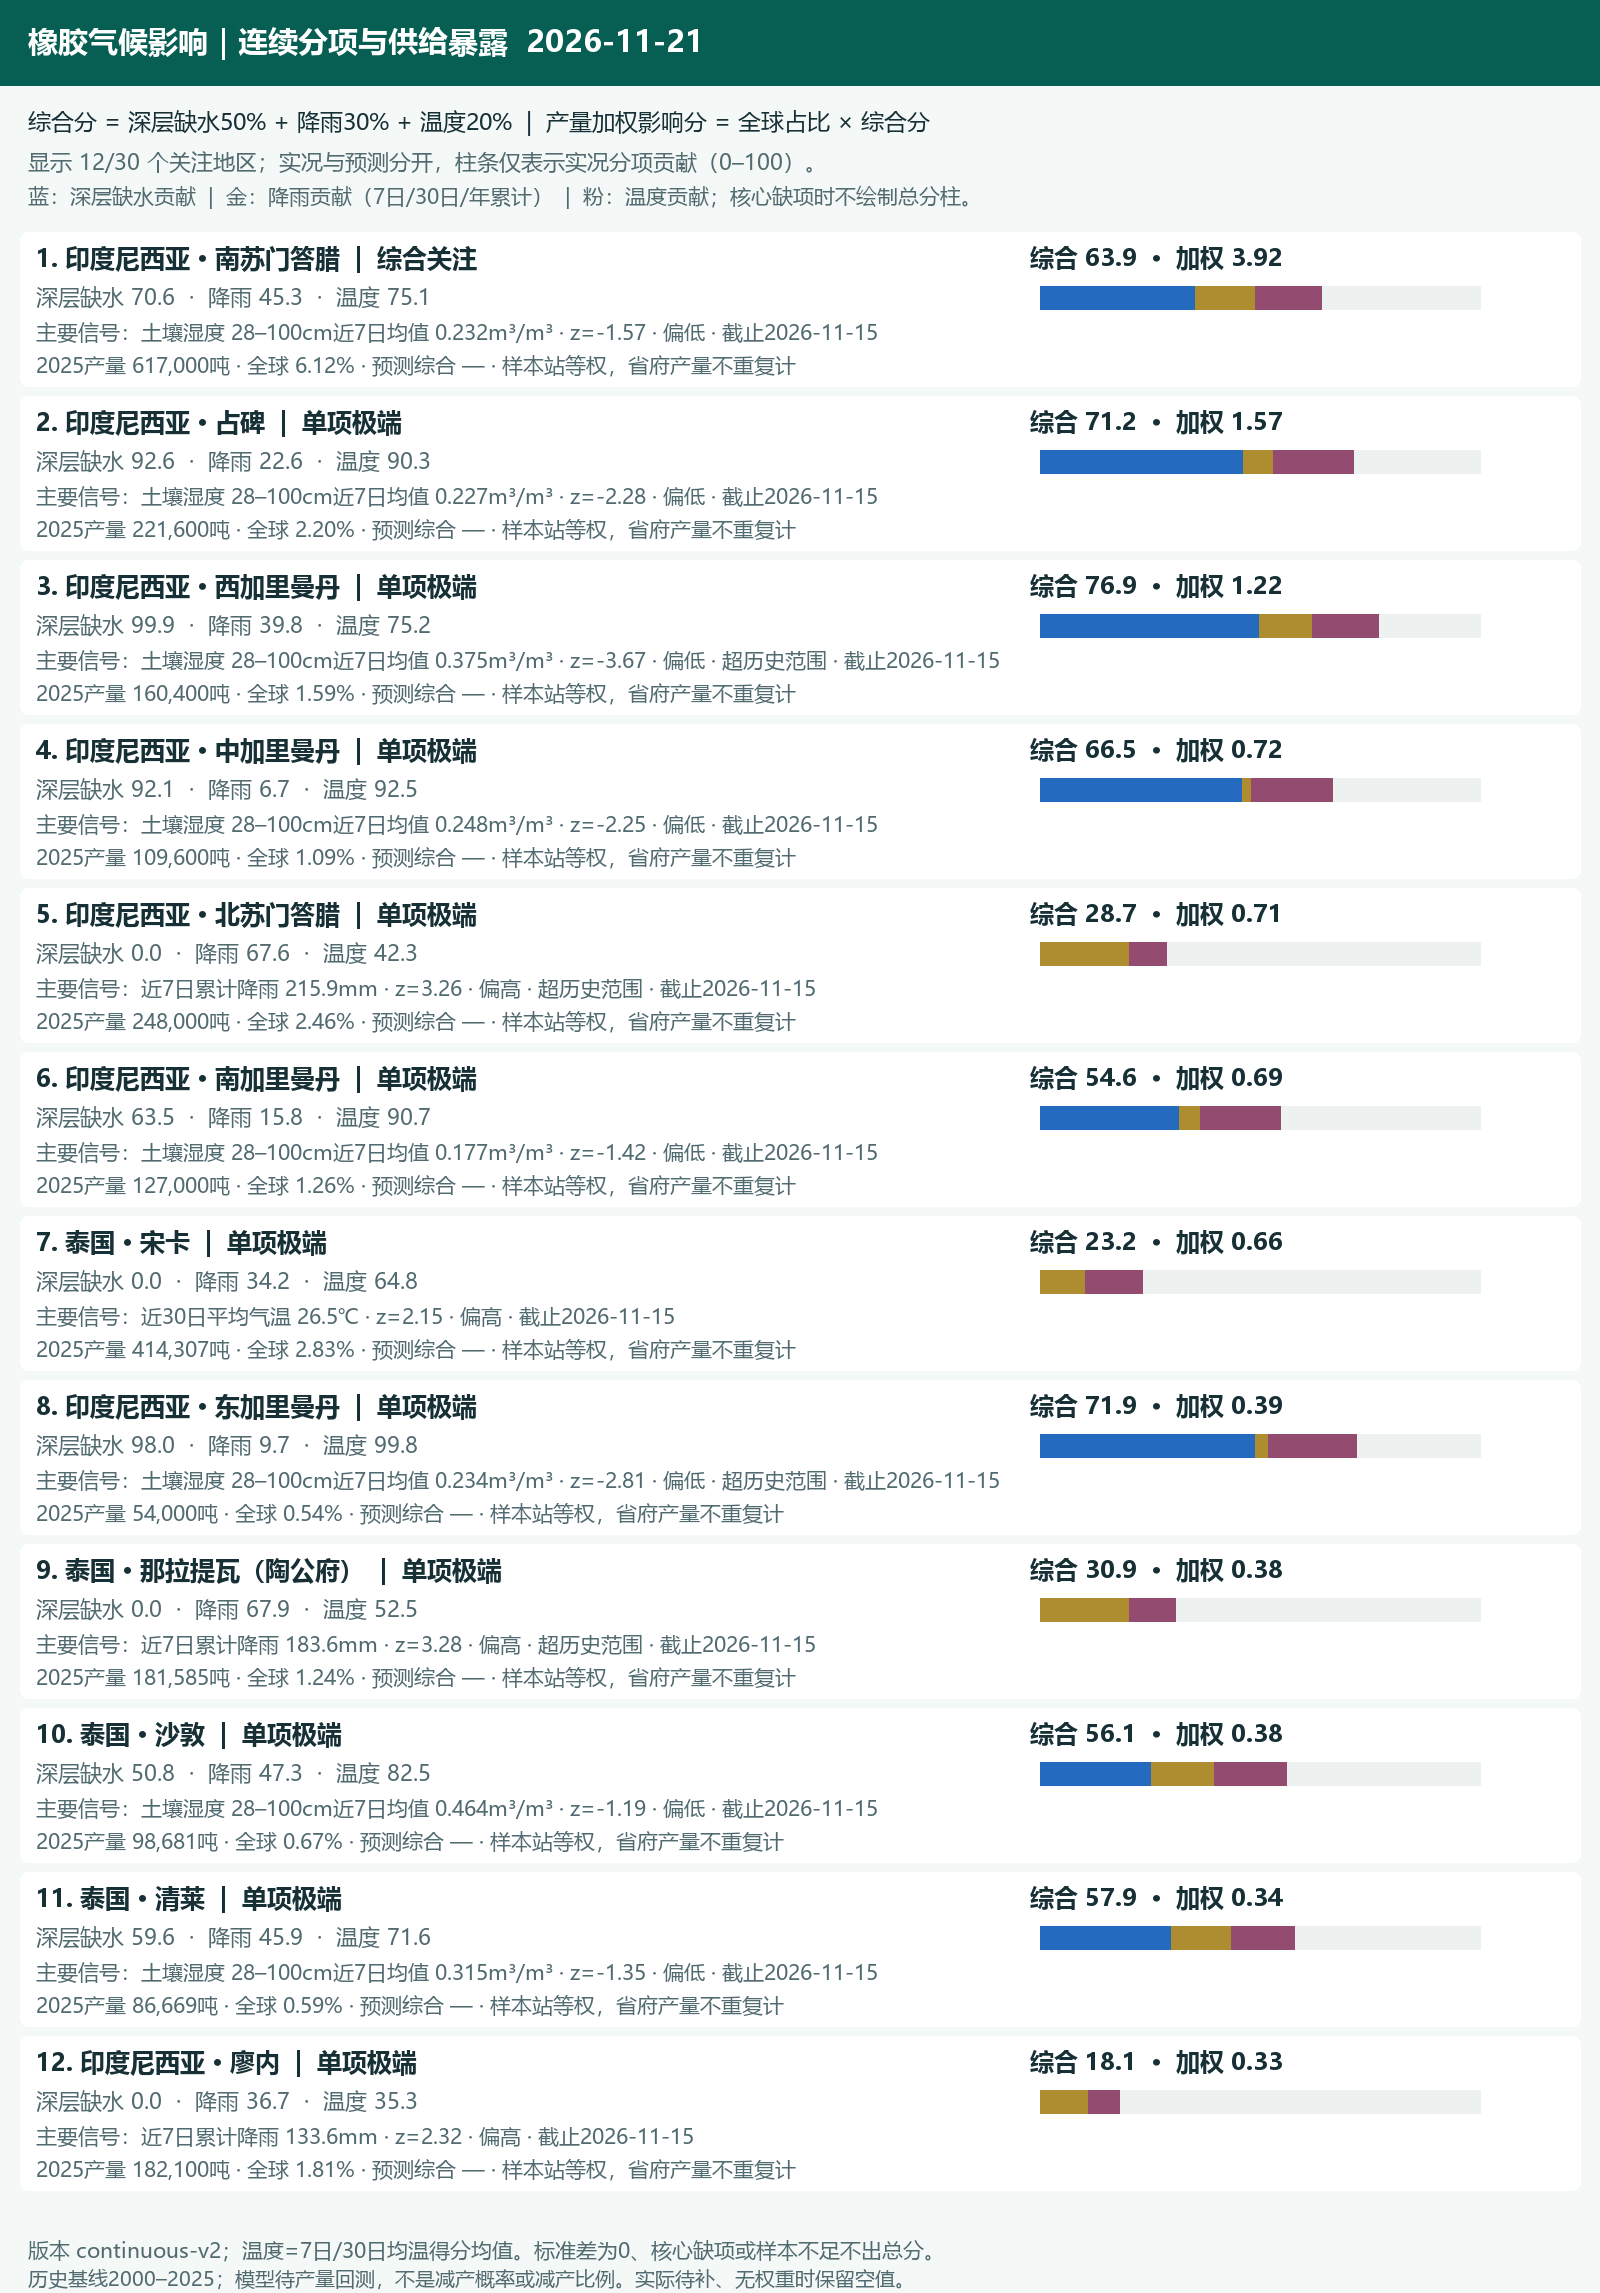 橡胶气候影响｜连续分项与供给暴露 2026-11-21
综合分 = 深层缺水50% + 降雨30% + 温度20% ｜ 产量加权影响分 = 全球占比 × 综合分
显示 12/30 个关注地区；实况与预测分开，柱条仅表示实况分项贡献（0–100）。
蓝：深层缺水贡献 ｜ 金：降雨贡献（7日/30日/年累计） ｜ 粉：温度贡献；核心缺项时不绘制总分柱。
1. 印度尼西亚•南苏门答腊 ｜ 综合关注
综合 63.9 • 加权 3.92
深层缺水 70.6 · 降雨 45.3 · 温度 75.1
主要信号：土壤湿度 28–100cm近7日均值 0.232m³/m³ · z=-1.57 · 偏低 · 截止2026-11-15
2025产量 617,000吨 · 全球 6.12% · 预测综合 — · 样本站等权，省府产量不重复计
2. 印度尼西亚•占碑 ｜ 单项极端
综合 71.2 • 加权 1.57
深层缺水 92.6 · 降雨 22.6 · 温度 90.3
主要信号：土壤湿度 28–100cm近7日均值 0.227m³/m³ · z=-2.28 · 偏低 · 截止2026-11-15
2025产量 221,600吨 · 全球 2.20% · 预测综合 — · 样本站等权，省府产量不重复计
3. 印度尼西亚•西加里曼丹 ｜ 单项极端
综合 76.9 • 加权 1.22
深层缺水 99.9 · 降雨 39.8 · 温度 75.2
主要信号：土壤湿度 28–100cm近7日均值 0.375m³/m³ · z=-3.67 · 偏低 · 超历史范围 · 截止2026-11-15
2025产量 160,400吨 · 全球 1.59% · 预测综合 — · 样本站等权，省府产量不重复计
4. 印度尼西亚•中加里曼丹 ｜ 单项极端
综合 66.5 • 加权 0.72
深层缺水 92.1 · 降雨 6.7 · 温度 92.5
主要信号：土壤湿度 28–100cm近7日均值 0.248m³/m³ · z=-2.25 · 偏低 · 截止2026-11-15
2025产量 109,600吨 · 全球 1.09% · 预测综合 — · 样本站等权，省府产量不重复计
5. 印度尼西亚•北苏门答腊 ｜ 单项极端
综合 28.7 • 加权 0.71
深层缺水 0.0 · 降雨 67.6 · 温度 42.3
主要信号：近7日累计降雨 215.9mm · z=3.26 · 偏高 · 超历史范围 · 截止2026-11-15
2025产量 248,000吨 · 全球 2.46% · 预测综合 — · 样本站等权，省府产量不重复计
6. 印度尼西亚•南加里曼丹 ｜ 单项极端
综合 54.6 • 加权 0.69
深层缺水 63.5 · 降雨 15.8 · 温度 90.7
主要信号：土壤湿度 28–100cm近7日均值 0.177m³/m³ · z=-1.42 · 偏低 · 截止2026-11-15
2025产量 127,000吨 · 全球 1.26% · 预测综合 — · 样本站等权，省府产量不重复计
7. 泰国•宋卡 ｜ 单项极端
综合 23.2 • 加权 0.66
深层缺水 0.0 · 降雨 34.2 · 温度 64.8
主要信号：近30日平均气温 26.5℃ · z=2.15 · 偏高 · 截止2026-11-15
2025产量 414,307吨 · 全球 2.83% · 预测综合 — · 样本站等权，省府产量不重复计
8. 印度尼西亚•东加里曼丹 ｜ 单项极端
综合 71.9 • 加权 0.39
深层缺水 98.0 · 降雨 9.7 · 温度 99.8
主要信号：土壤湿度 28–100cm近7日均值 0.234m³/m³ · z=-2.81 · 偏低 · 超历史范围 · 截止2026-11-15
2025产量 54,000吨 · 全球 0.54% · 预测综合 — · 样本站等权，省府产量不重复计
9. 泰国•那拉提瓦（陶公府） ｜ 单项极端
综合 30.9 • 加权 0.38
深层缺水 0.0 · 降雨 67.9 · 温度 52.5
主要信号：近7日累计降雨 183.6mm · z=3.28 · 偏高 · 超历史范围 · 截止2026-11-15
2025产量 181,585吨 · 全球 1.24% · 预测综合 — · 样本站等权，省府产量不重复计
10. 泰国•沙敦 ｜ 单项极端
综合 56.1 • 加权 0.38
深层缺水 50.8 · 降雨 47.3 · 温度 82.5
主要信号：土壤湿度 28–100cm近7日均值 0.464m³/m³ · z=-1.19 · 偏低 · 截止2026-11-15
2025产量 98,681吨 · 全球 0.67% · 预测综合 — · 样本站等权，省府产量不重复计
11. 泰国•清莱 ｜ 单项极端
综合 57.9 • 加权 0.34
深层缺水 59.6 · 降雨 45.9 · 温度 71.6
主要信号：土壤湿度 28–100cm近7日均值 0.315m³/m³ · z=-1.35 · 偏低 · 截止2026-11-15
2025产量 86,669吨 · 全球 0.59% · 预测综合 — · 样本站等权，省府产量不重复计
12. 印度尼西亚•廖内 ｜ 单项极端
综合 18.1 • 加权 0.33
深层缺水 0.0 · 降雨 36.7 · 温度 35.3
主要信号：近7日累计降雨 133.6mm · z=2.32 · 偏高 · 截止2026-11-15
2025产量 182,100吨 · 全球 1.81% · 预测综合 — · 样本站等权，省府产量不重复计
版本 continuous-v2；温度=7日/30日均温得分均值。标准差为0、核心缺项或样本不足不出总分。
历史基线2000–2025；模型待产量回测，不是减产概率或减产比例。实际待补、无权重时保留空值。